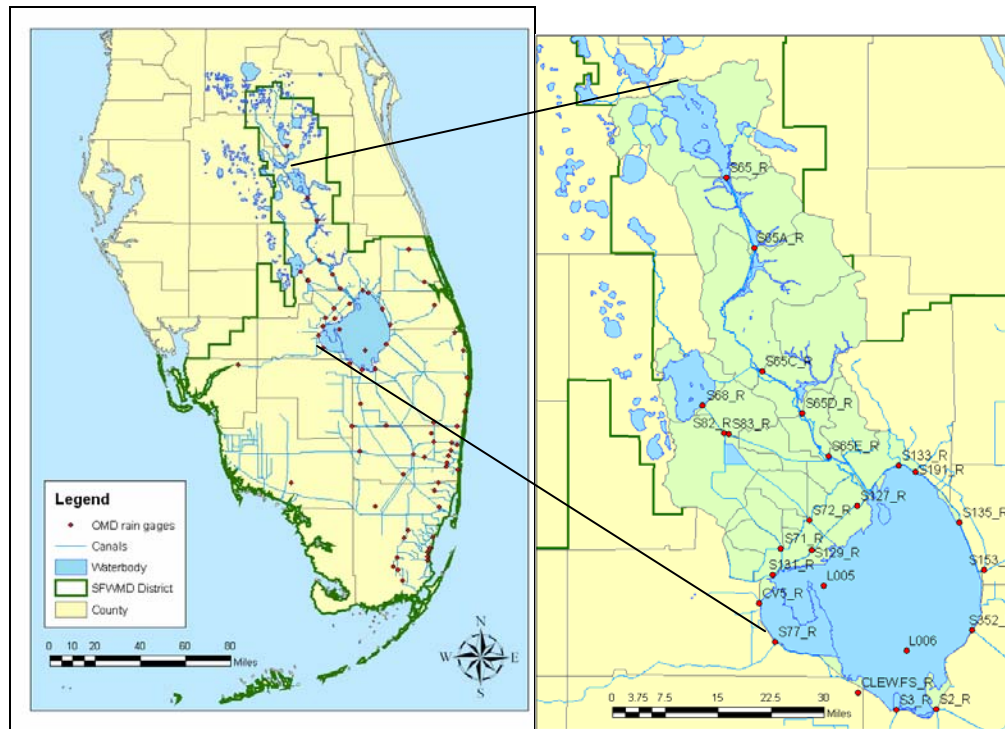 Legend
OMD rain gages
Canals
Waterbody
SFWMD District
County
0 10 20 40 60 80
Miles
N
W E
S
S65_R
S65A_R
S65C_R
S68_R
S65D_R
S82_R S83_R
S65E_R
S133_R
S191_R
S127_R
S72_R
S135_R
S71_R
S129_R
S153_
S131_R
L005
CV5_R
S352_
S77_R
L006
CLEW.FS_R
S3_R S2_R
0 3.75 7.5 15 22.5 30
Miles